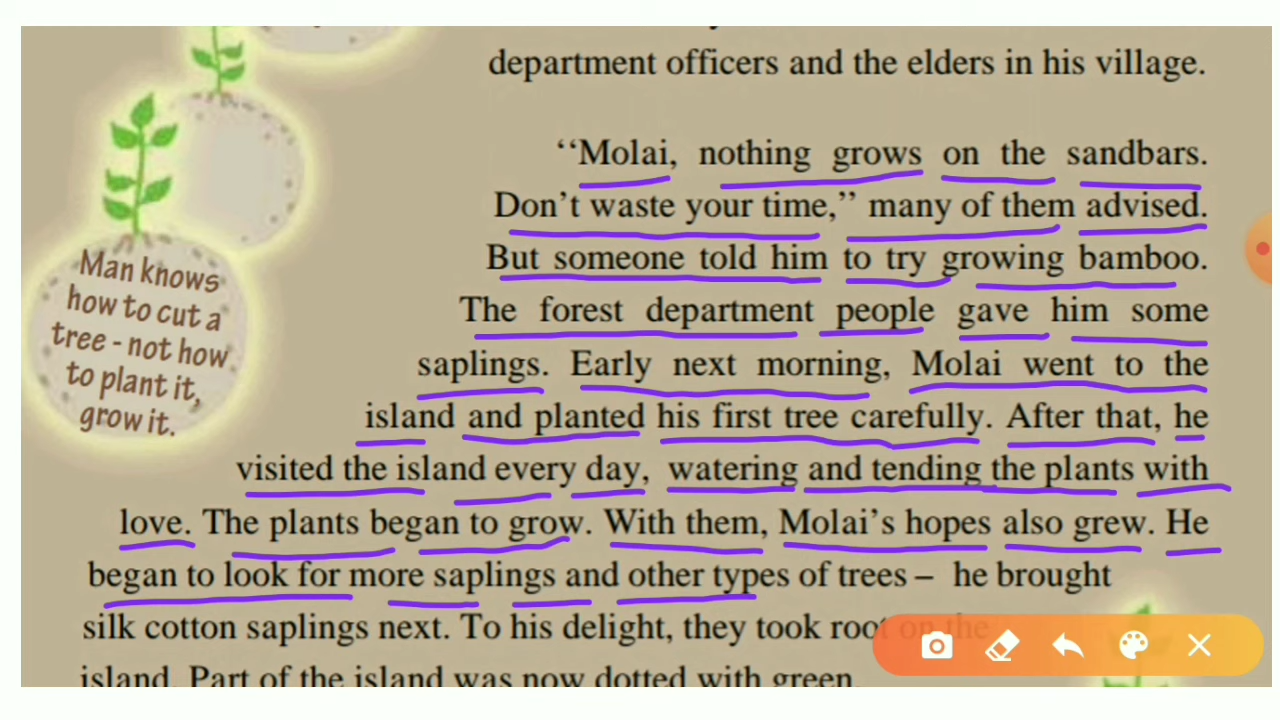 department officers and the elders in his village.
‘‘Molai, nothing grows on the sandbars.
Don’t waste your time,’’ many of them advised.
But someone told him to try growing bamboo.
The forest department people gave him some
saplings. Early next morning, Molai went to the
island and planted his first tree carefully. After that, he
visited the island every day, watering and tending the plants with
love. The plants began to grow. With them, Molai’s hopes also grew. He
began to look for more saplings and other types of trees – he brought
silk cotton saplings next. To his delight, they took root on the
island. Part of the island was now dotted with green.
Man knows
how to cut a
tree - not how
to plant it,
grow it.